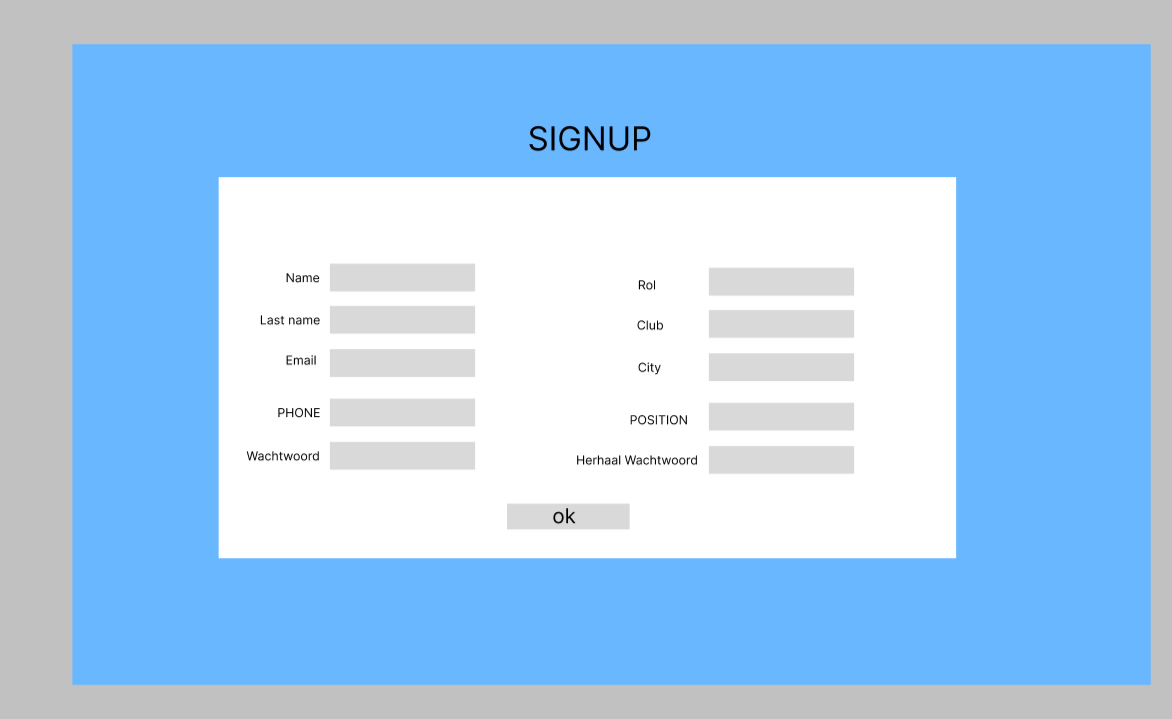 SIGNUP
Name
Last name
Email
PHONE
Wachtwoord
Rol
Club
City
POSITION
Herhaal Wachtwoord
ok